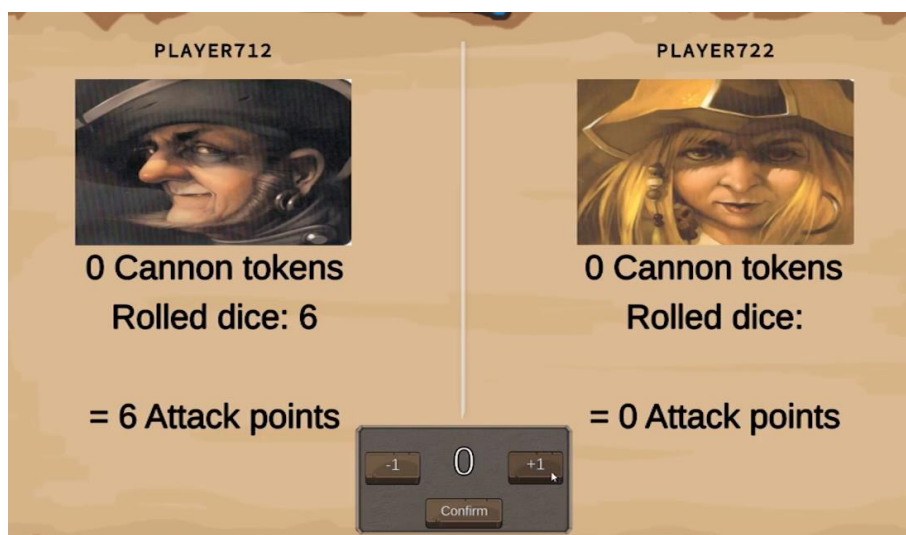 PLAYER712
0 Cannon tokens
Rolled dice: 6
= 6 Attack points
PLAYER722
0 Cannon tokens
Rolled dice:
= 0 Attack points
-1
0
+1
Confirm